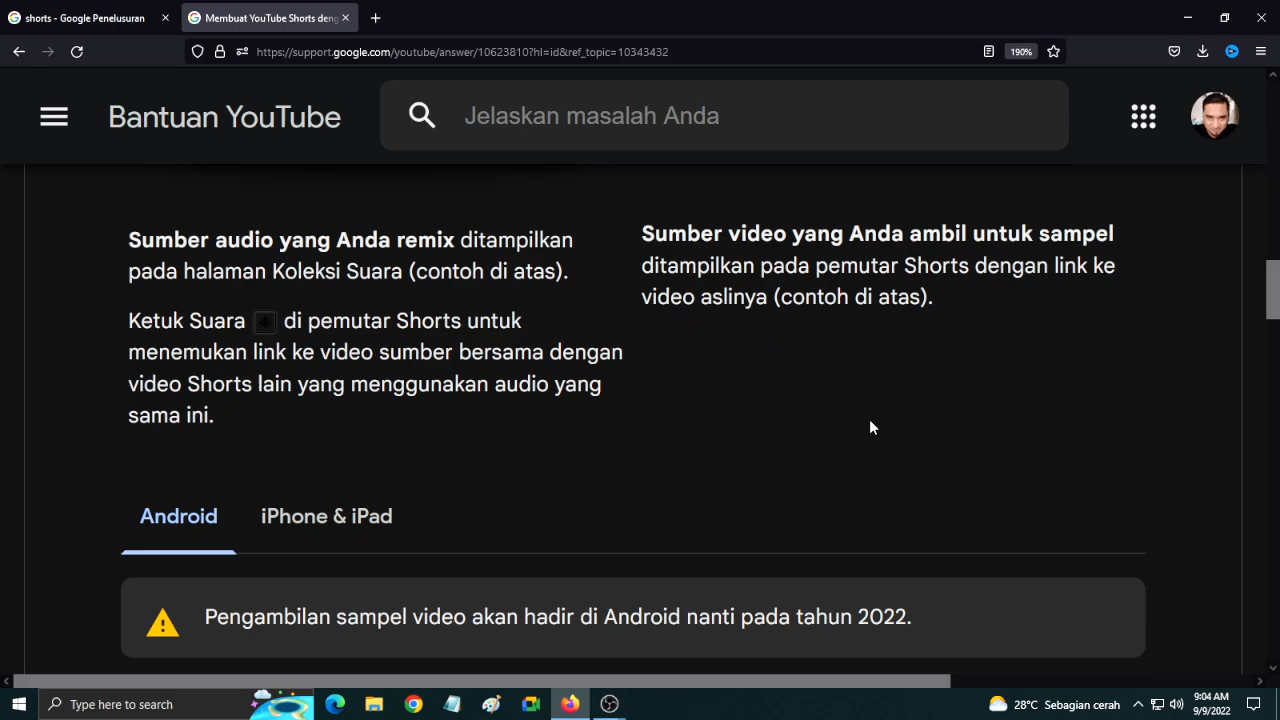 shorts - Google Penelusuran
Membuat YouTube Shorts deng
https://support.google.com/youtube/answer/10623810?hl=id&ref_topic=10343432
190%
Bantuan YouTube
Jelaskan masalah Anda
Sumber audio yang Anda remix ditampilkan
pada halaman Koleksi Suara (contoh di atas).
Ketuk Suara di pemutar Shorts untuk
menemukan link ke video sumber bersama dengan
video Shorts lain yang menggunakan audio yang
sama ini.
Sumber video yang Anda ambil untuk sampel
ditampilkan pada pemutar Shorts dengan link ke
video aslinya (contoh di atas).
Android
iPhone & iPad
Pengambilan sampel video akan hadir di Android nanti pada tahun 2022.
Type here to search
28°C Sebagian cerah
9:04 AM
9/9/2022